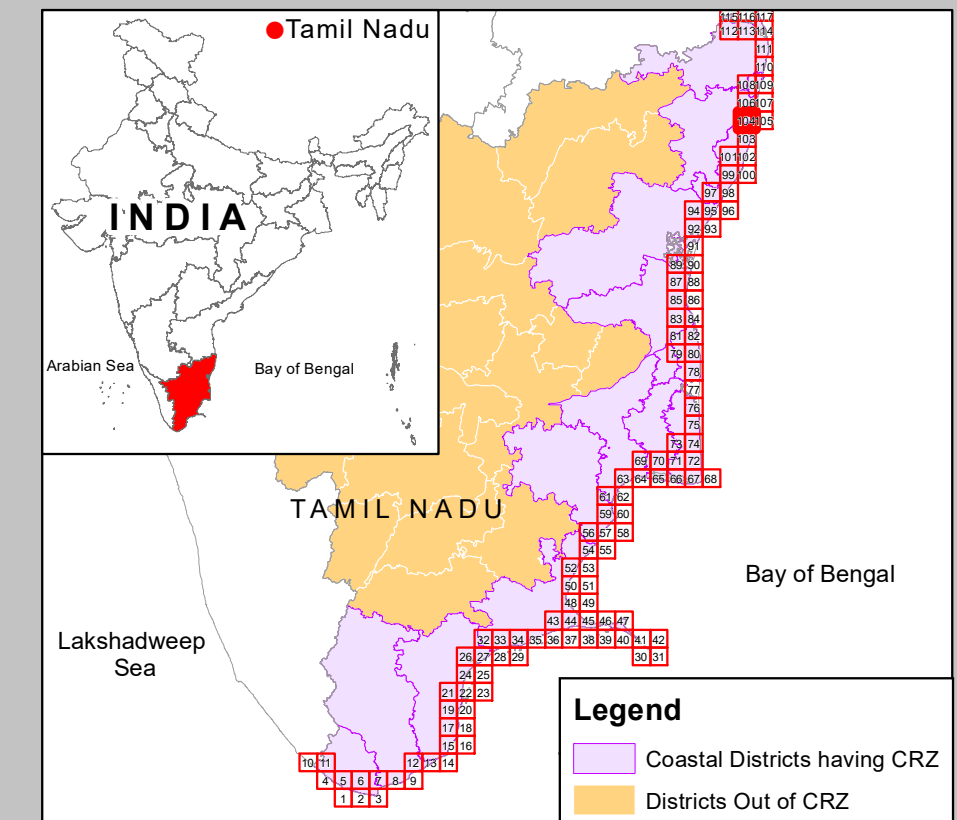 Tamil Nadu
INDIA
Arabian Sea
Bay of Bengal
115 116 117
112 113 114
111
110
108 109
106 107
104 105
103
101 102
99 100
97 98
94 95 96
92 93
91
89 90
87 88
85 86
83 84
81 82
79 80
78
77
76
75
73 74
69 70 71 72
63 64 65 66 67 68
61 62
TAMIL NADU
59 60
56 57 58
54 55
52 53
Bay of Bengal
50 51
48 49
43 44 45 46 47
Lakshadweep
Sea
32 33 34 35 36 37 38 39 40 41 42
26 27 28 29 30 31
24 25
21 22 23
19 20
17 18
15 16
10 11 12 13 14
4 5 6 7 8 9
1 2 3
Legend
Coastal Districts having CRZ
Districts Out of CRZ